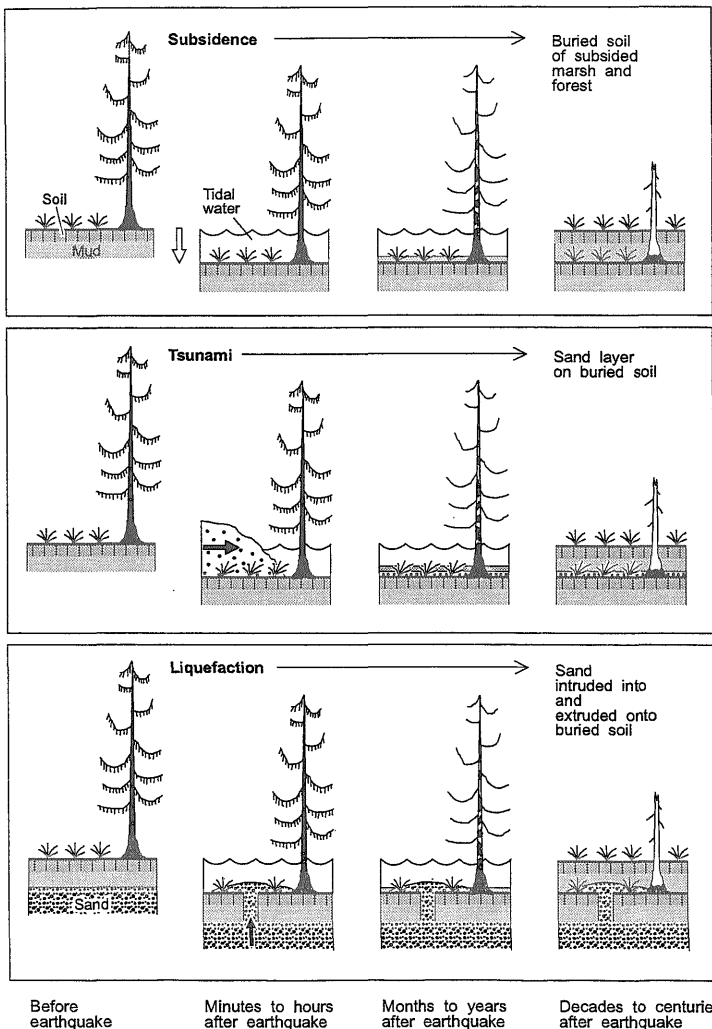 Subsidence
Buried soil
of subsided
marsh and
forest
Soil
Mud
Tidal
water
Tsunami
Sand layer
on buried soil
Liquefaction
Sand
intruded into
and
extruded onto
buried soil
Sand
Before
earthquake
Minutes to hours
after earthquake
Months to years
after earthquake
Decades to centurie
after earthquake